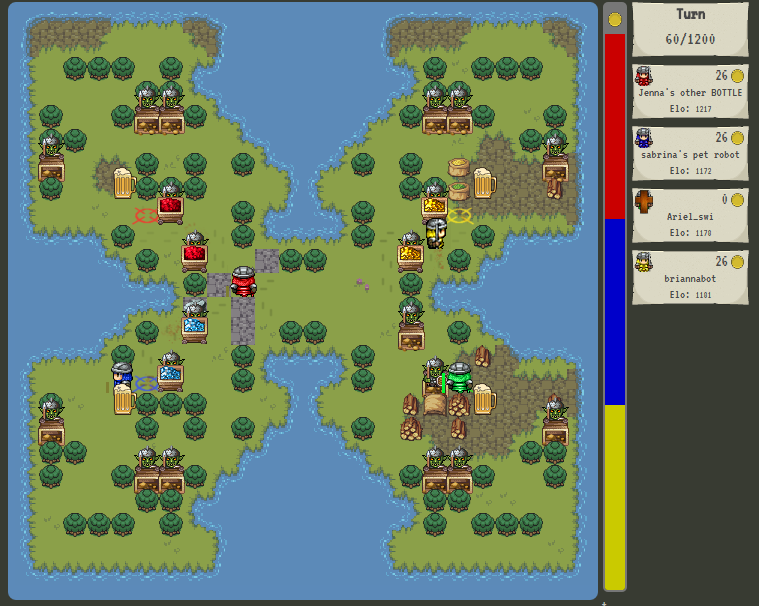 Turn
60/1200
26
Jenna's other BOTTLE
Elo: 1217
26
sabrina's pet robot
Elo: 1172
0
Ariel_swi
Elo: 1170
26
briannabot
Elo: 1101